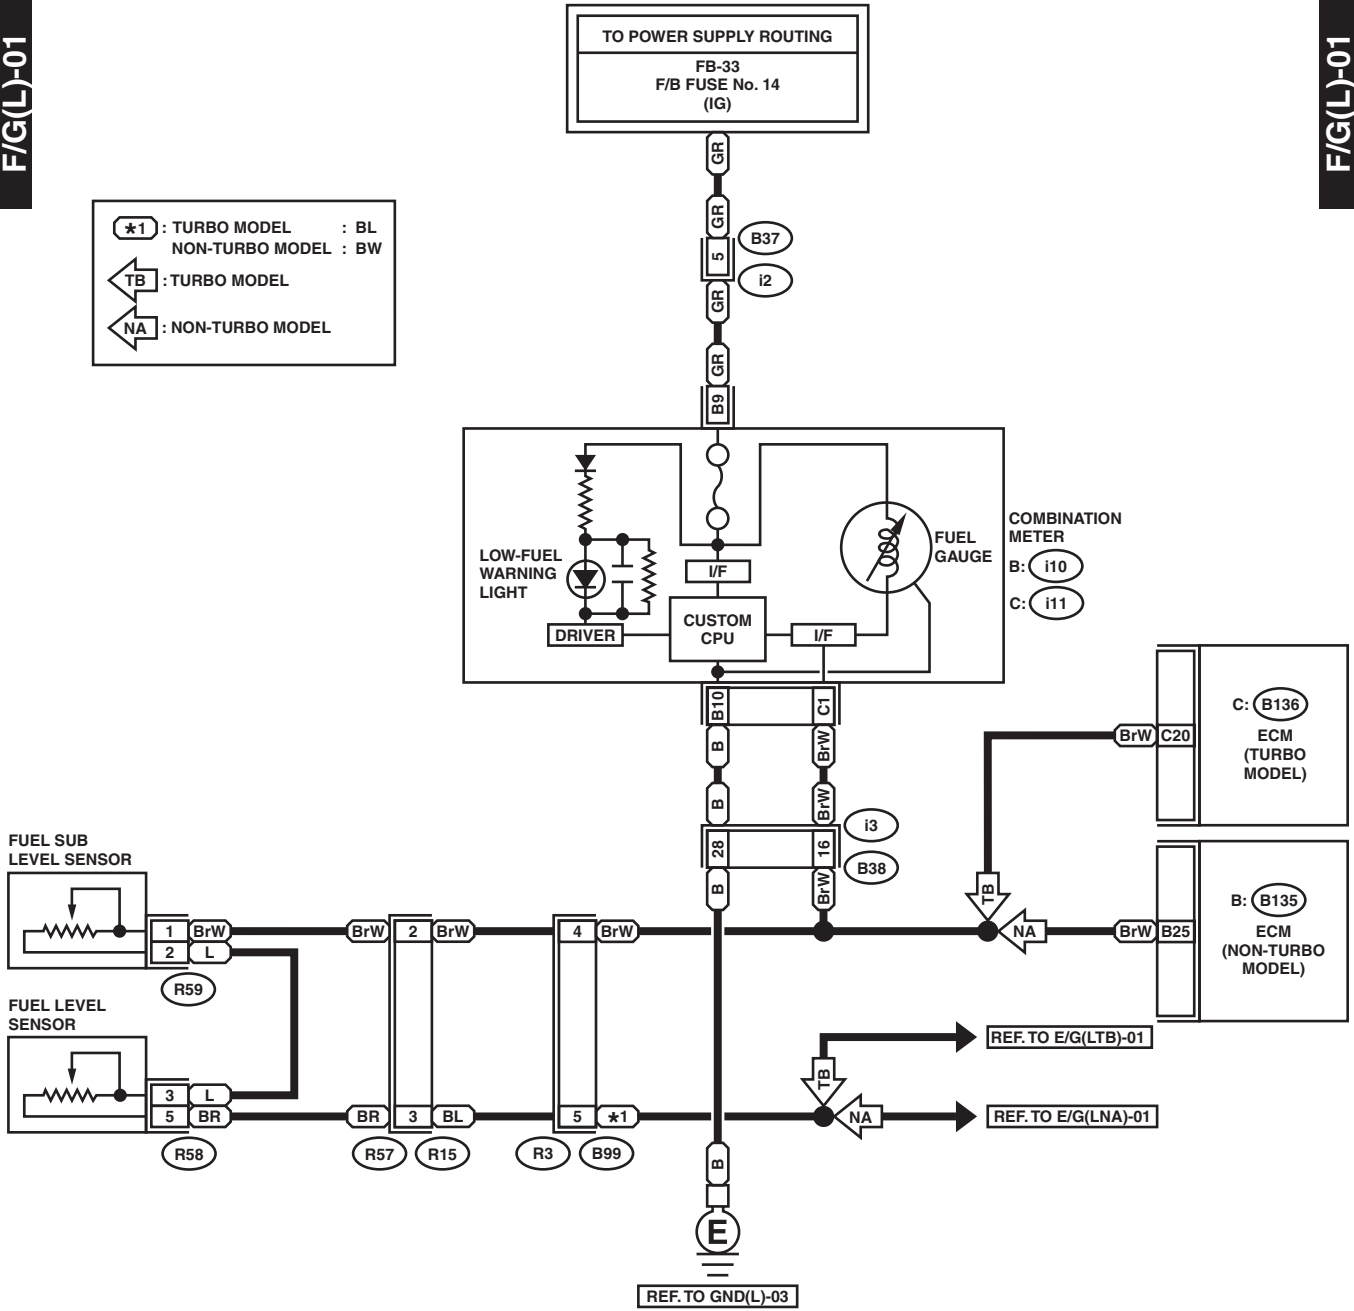 F/G(L)-01
F/G(L)-01
TO POWER SUPPLY ROUTING
FB-33
F/B FUSE No. 14
(IG)
GR
GR
5
B37
i2
GR
GR
B9
*1 : TURBO MODEL : BL
NON-TURBO MODEL : BW
TB : TURBO MODEL
NA : NON-TURBO MODEL
LOW-FUEL
WARNING
LIGHT
I/F
DRIVER
CUSTOM
CPU
I/F
FUEL
GAUGE
COMBINATION
METER
B: i10
C: i11
B10
C1
B
BrW
B
BrW
28
16
i3
B38
B
BrW
BrW C20
C: B136
ECM
(TURBO
MODEL)
TB
NA
BrW B25
B: B135
ECM
(NON-TURBO
MODEL)
FUEL SUB
LEVEL SENSOR
1 BrW
2 L
R59
BrW 2 BrW
4 BrW
FUEL LEVEL
SENSOR
3 L
5 BR
R58
BR 3 BL
5 *1
R57
R15
R3
B99
TB
NA
REF. TO E/G(LTB)-01
REF. TO E/G(LNA)-01
B
E
REF. TO GND(L)-03